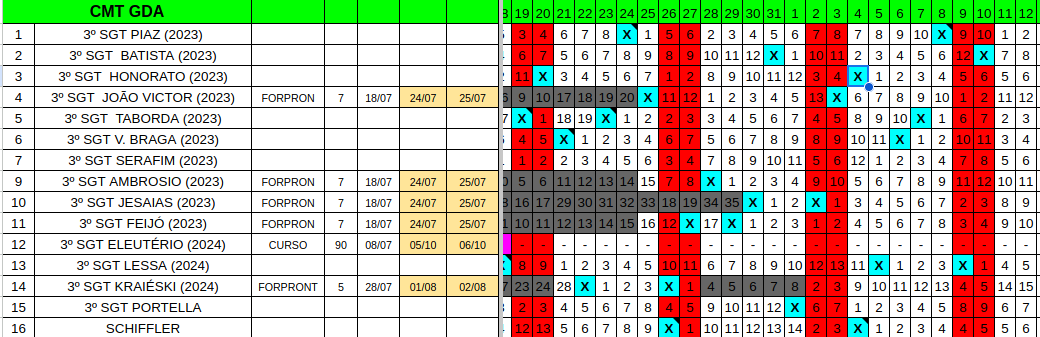 CMT GDA 19 20 21 22 23 24 25 26 27 28 29 30 31 1 2 3 4 5 6 7 8 9 10 11 12
1 3º SGT PIAZ (2023) 3 4 6 7 8 X 1 5 6 2 3 4 5 6 7 8 7 8 9 10 X 9 10 1 2
2 3º SGT BATISTA (2023) 6 7 5 6 7 8 9 8 9 10 11 12 X 1 10 11 2 3 4 5 6 12 X 7 8
3 3º SGT HONORATO (2023) 11 X 3 4 5 6 7 1 2 8 9 10 11 12 3 4 X 1 2 3 4 5 6 5 6
4 3º SGT JOÃO VICTOR (2023) FORPRON 7 18/07 24/07 25/07 9 10 17 18 19 20 X 11 12 1 2 3 4 5 13 X 6 7 8 9 10 1 2 11 12
5 3º SGT TABORDA (2023) X 1 18 19 X 1 2 2 3 3 4 5 6 7 4 5 8 9 10 X 1 6 7 2 3
6 3º SGT V. BRAGA (2023) 4 5 X 1 2 3 4 6 7 5 6 7 8 9 8 9 10 11 X 1 2 10 11 3 4
7 3º SGT SERAFIM (2023) 1 2 2 3 4 5 6 3 4 7 8 9 10 11 5 6 12 1 2 3 4 7 8 5 6
9 3º SGT AMBROSIO (2023) FORPRON 7 18/07 24/07 25/07 5 6 11 12 13 14 15 7 8 X 1 2 3 4 9 10 5 6 7 8 9 11 12 10 11
10 3º SGT JESAIAS (2023) FORPRON 7 18/07 24/07 25/07 16 17 29 30 31 32 33 18 19 34 35 X 1 2 X 1 3 4 5 6 7 2 3 8 9
11 3º SGT FEIJÓ (2023) FORPRON 7 18/07 24/07 25/07 10 11 12 13 14 15 16 12 X 17 X 1 2 3 1 2 4 5 6 7 8 3 4 9 10
12 3º SGT ELEUTÉRIO (2024) CURSO 90 08/07 05/10 06/10 - - - - - - - - - - - - - - - - - - - - - - - - -
13 3º SGT LESSA (2024) 8 9 1 2 3 4 5 10 11 6 7 8 9 10 12 13 11 X 1 2 3 X 1 4 5
14 3º SGT KRAIÉSKI (2024) FORPRONT 5 28/07 01/08 02/08 23 24 28 X 1 2 3 X 1 4 5 6 7 8 2 3 9 10 11 12 13 4 5 14 15
15 3º SGT PORTELLA 2 3 4 5 6 7 8 4 5 9 10 11 12 X 6 7 1 2 3 4 5 8 9 6 7
16 SCHIFFLER 12 13 5 6 7 8 9 X 1 10 11 12 13 14 2 3 X 1 2 3 4 4 5 5 6